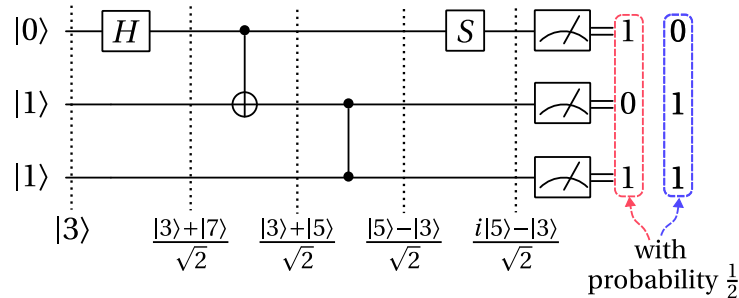 |0⟩ H S 1 0
|1⟩ 0 1
|1⟩ 1 1
|3⟩ |3⟩+|7⟩/√2 |3⟩+|5⟩/√2 |5⟩−|3⟩/√2 i|5⟩−|3⟩/√2
with
probability 1/2